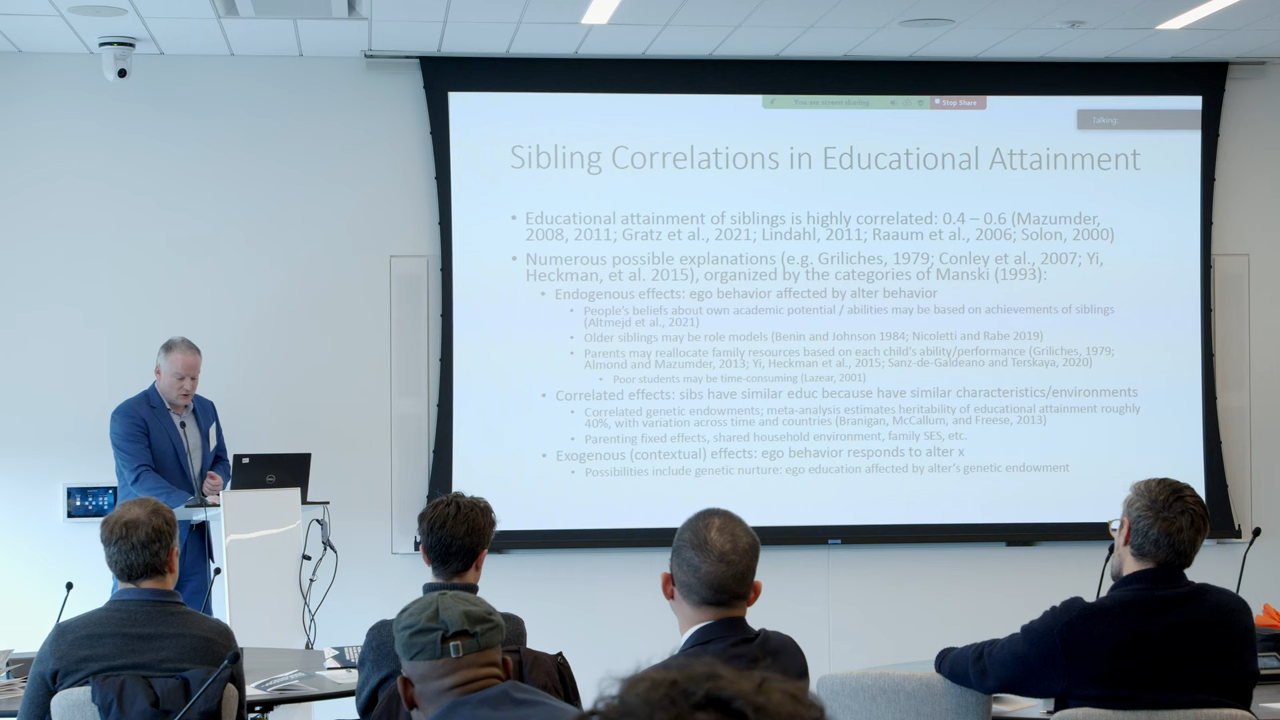 You are screen sharing
Stop Share
Talking:
Sibling Correlations in Educational Attainment
• Educational attainment of siblings is highly correlated: 0.4 – 0.6 (Mazumder,
2008, 2011; Gratz et al., 2021; Lindahl, 2011; Raaum et al., 2006; Solon, 2000)
• Numerous possible explanations (e.g. Griliches, 1979; Conley et al., 2007; Yi,
Heckman, et al. 2015), organized by the categories of Manski (1993):
• Endogenous effects: ego behavior affected by alter behavior
• People's beliefs about own academic potential / abilities may be based on achievements of siblings
(Altmejd et al., 2021)
• Older siblings may be role models (Benin and Johnson 1984; Nicoletti and Rabe 2019)
• Parents may reallocate family resources based on each child's ability/performance (Griliches, 1979;
Almond and Mazumder, 2013; Yi, Heckman et al., 2015; Sanz-de-Galdeano and Terskaya, 2020)
• Poor students may be time-consuming (Lazear, 2001)
• Correlated effects: sibs have similar educ because have similar characteristics/environments
• Correlated genetic endowments; meta-analysis estimates heritability of educational attainment roughly
40%, with variation across time and countries (Branigan, McCallum, and Freese, 2013)
• Parenting fixed effects, shared household environment, family SES, etc.
• Exogenous (contextual) effects: ego behavior responds to alter x
• Possibilities include genetic nurture: ego education affected by alter's genetic endowment
DELL